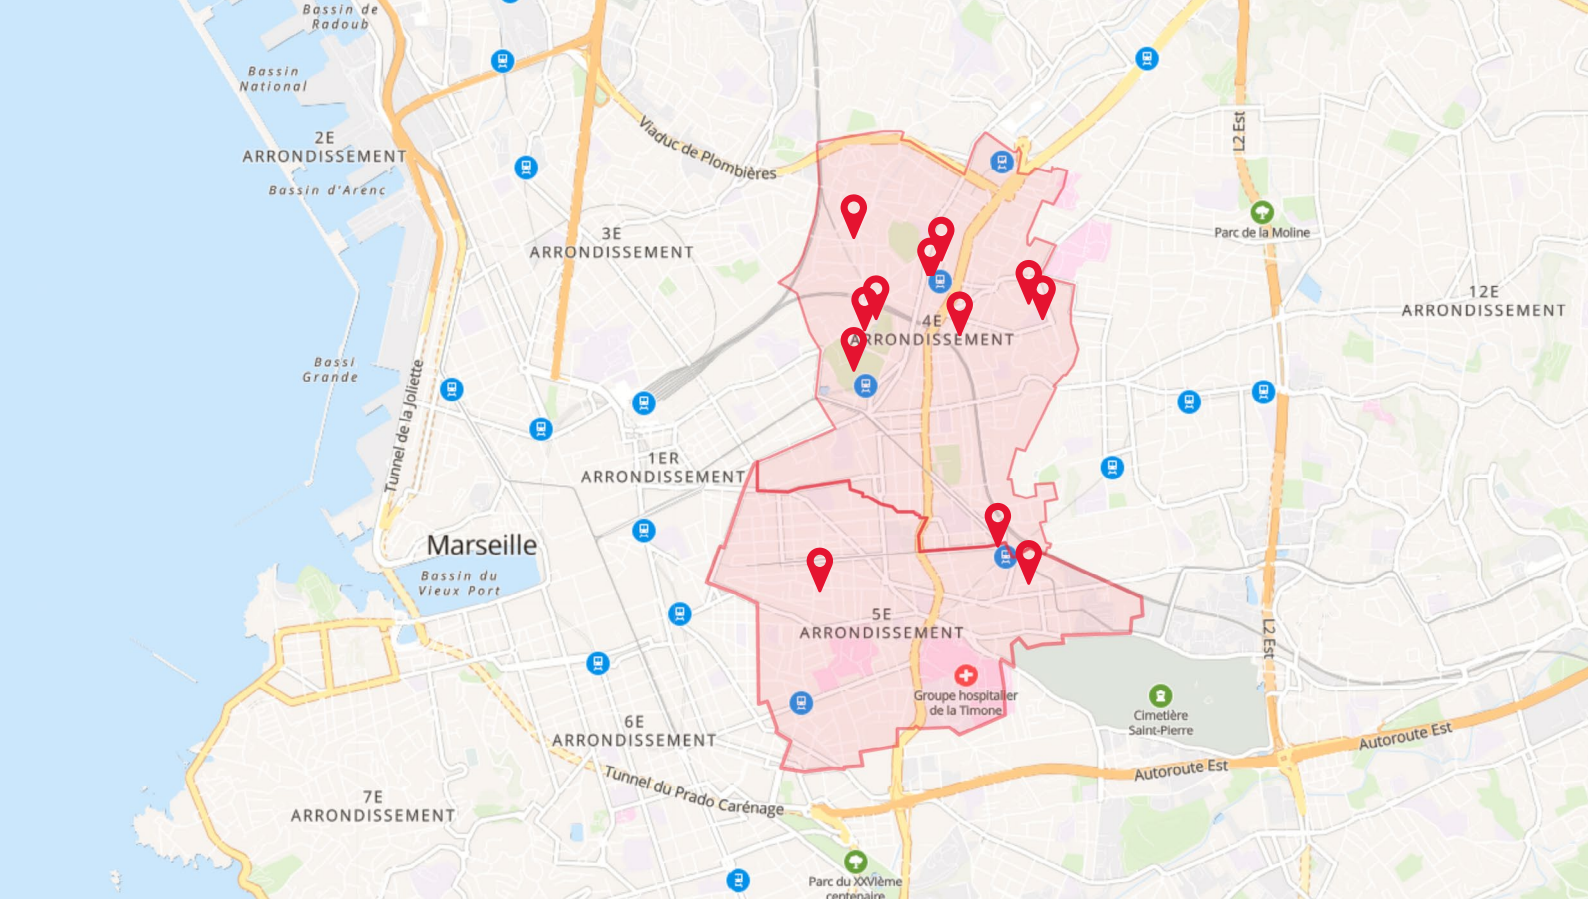 Bassin de
Radoub
Bassin
National
2E
ARRONDISSEMENT
Bassin d'Arenc
Viaduc de Plombières
L2 Est
Parc de la Moline
3E
ARRONDISSEMENT
12E
ARRONDISSEMENT
4E
ARRONDISSEMENT
Bassi
Grande
Tunnel de la Joliette
1ER
ARRONDISSEMENT
Marseille
Bassin du
Vieux Port
5E
ARRONDISSEMENT
L2 Est
Groupe hospitalier
de la Timone
Cimetière
Saint-Pierre
6E
ARRONDISSEMENT
Autoroute Est
Autoroute Est
Tunnel du Prado Carénage
7E
ARRONDISSEMENT
Parc du XXVIème
centenaire